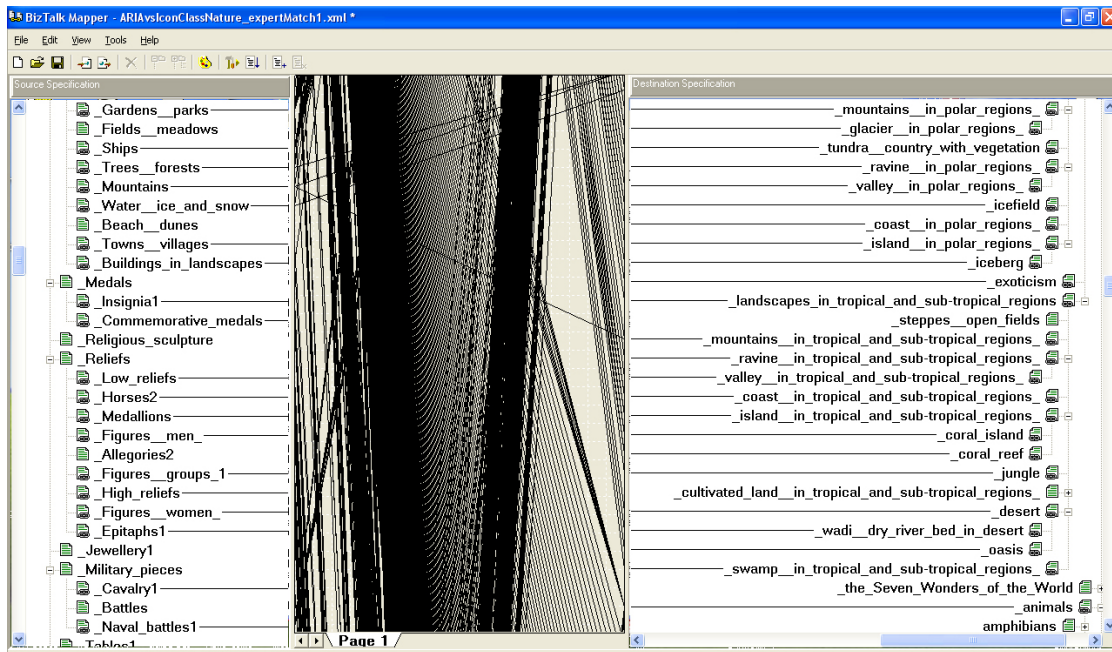 BizTalk Mapper - ARIAvsIconClassNature_expertMatch1.xml *
File Edit View Tools Help
Source Specification
_Gardens__parks
_Fields__meadows
_Ships
_Trees__forests
_Mountains
_Water__ice_and_snow
_Beach__dunes
_Towns__villages
_Buildings_in_landscapes
_Medals
_Insignia1
_Commemorative_medals
_Religious_sculpture
_Reliefs
_Low_reliefs
_Horses2
_Medallions
_Figures__men_
_Allegories2
_Figures__groups_1
_High_reliefs
_Figures__women_
_Epitaphs1
_Jewellery1
_Military_pieces
_Cavalry1
_Battles
_Naval_battles1
_Tables1
Page 1
Destination Specification
_mountains__in_polar_regions_
_glacier__in_polar_regions_
_tundra__country_with_vegetation
_ravine__in_polar_regions_
_valley__in_polar_regions_
_icefield
_coast__in_polar_regions_
_island__in_polar_regions_
_iceberg
_exoticism
_landscapes_in_tropical_and_sub-tropical_regions
_steppes__open_fields
_mountains__in_tropical_and_sub-tropical_regions_
_ravine__in_tropical_and_sub-tropical_regions_
_valley__in_tropical_and_sub-tropical_regions_
_coast__in_tropical_and_sub-tropical_regions_
_island__in_tropical_and_sub-tropical_regions_
_coral_island
_coral_reef
_jungle
_cultivated_land__in_tropical_and_sub-tropical_regions_
_desert
_wadi__dry_river_bed_in_desert
_oasis
_swamp__in_tropical_and_sub-tropical_regions_
_the_Seven_Wonders_of_the_World
_animals
amphibians